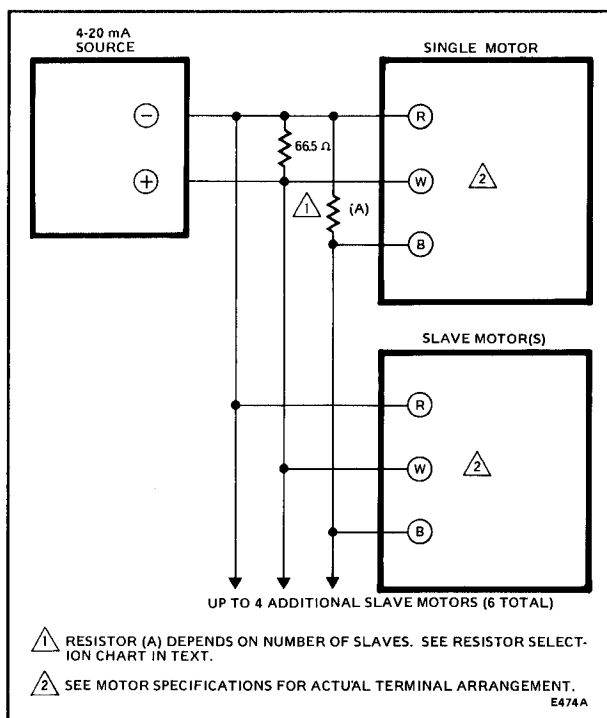 4-20 mA
SOURCE
SINGLE MOTOR
−
R
66.5 Ω
+
W
2
1
(A)
B
SLAVE MOTOR(S)
R
W
2
B
UP TO 4 ADDITIONAL SLAVE MOTORS (6 TOTAL)
1 RESISTOR (A) DEPENDS ON NUMBER OF SLAVES. SEE RESISTOR SELECT-
ION CHART IN TEXT.
2 SEE MOTOR SPECIFICATIONS FOR ACTUAL TERMINAL ARRANGEMENT.
E474A